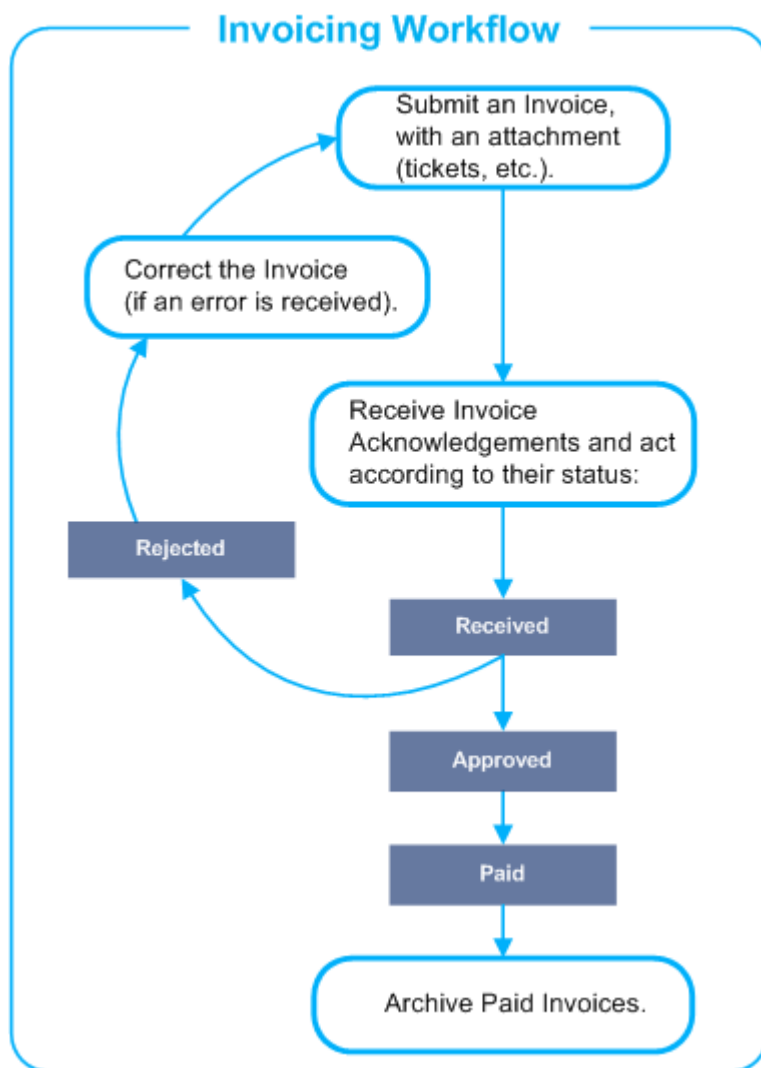 Invoicing Workflow
Submit an Invoice,
with an attachment
(tickets, etc.).
Correct the Invoice
(if an error is received).
Receive Invoice
Acknowledgements and act
according to their status:
Rejected
Received
Approved
Paid
Archive Paid Invoices.